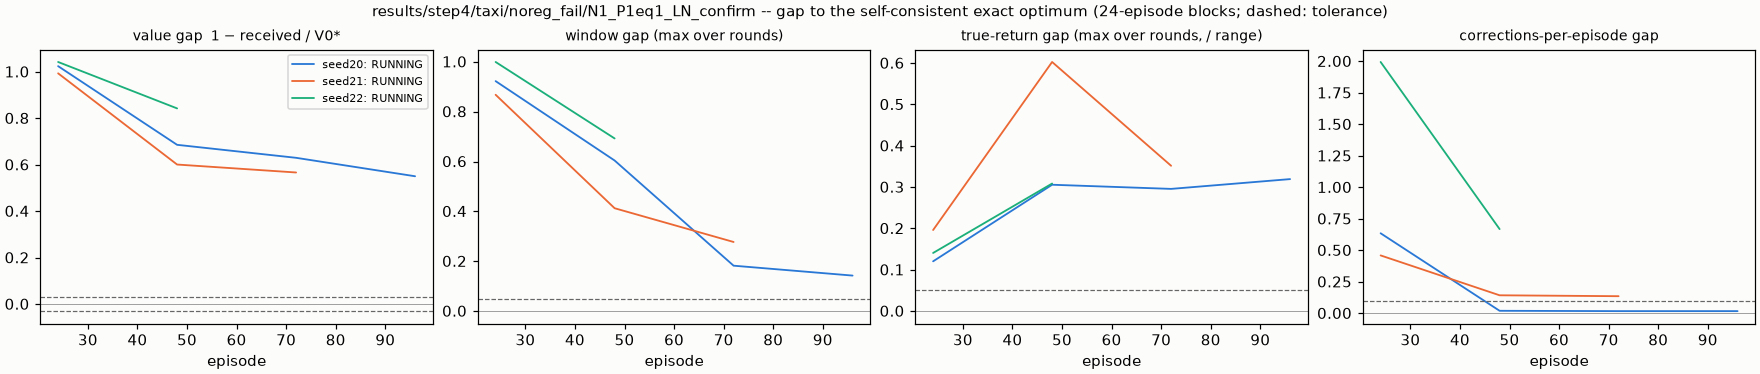 results/step4/taxi/noreg_fail/N1_P1eq1_LN_confirm -- gap to the self-consistent exact optimum (24-episode blocks; dashed: tolerance)
value gap  1 − received / V0*
1.0
0.8
0.6
0.4
0.2
0.0
seed20: RUNNING
seed21: RUNNING
seed22: RUNNING
30 40 50 60 70 80 90
episode
window gap (max over rounds)
1.0
0.8
0.6
0.4
0.2
0.0
30 40 50 60 70 80 90
episode
true-return gap (max over rounds, / range)
0.6
0.5
0.4
0.3
0.2
0.1
0.0
30 40 50 60 70 80 90
episode
corrections-per-episode gap
2.00
1.75
1.50
1.25
1.00
0.75
0.50
0.25
0.00
30 40 50 60 70 80 90
episode